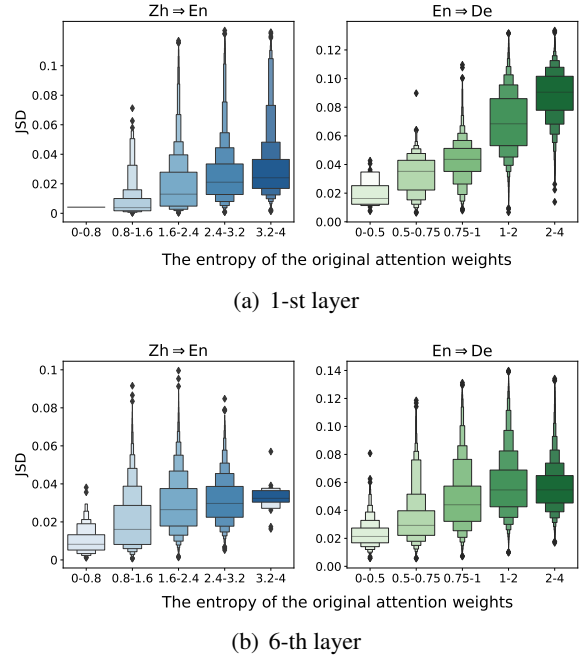 Zh⇒En
En⇒De
JSD
0.1
0.08
0.06
0.04
0.02
0
0.12
0.10
0.08
0.06
0.04
0.02
0.00
0-0.8 0.8-1.6 1.6-2.4 2.4-3.2 3.2-4
0-0.5 0.5-0.75 0.75-1 1-2 2-4
The entropy of the original attention weights
(a) 1-st layer
Zh⇒En
En⇒De
JSD
0.1
0.08
0.06
0.04
0.02
0
0.14
0.12
0.10
0.08
0.06
0.04
0.02
0.00
0-0.8 0.8-1.6 1.6-2.4 2.4-3.2 3.2-4
0-0.5 0.5-0.75 0.75-1 1-2 2-4
The entropy of the original attention weights
(b) 6-th layer